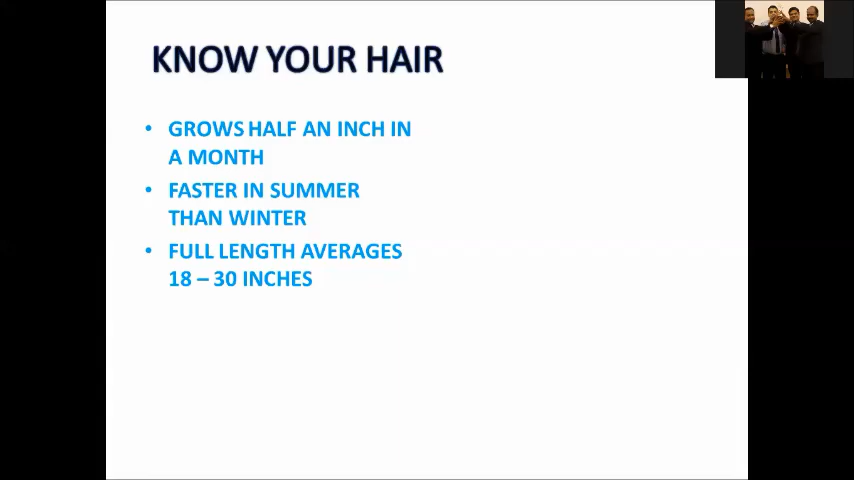 KNOW YOUR HAIR
• GROWS HALF AN INCH IN
A MONTH
• FASTER IN SUMMER
THAN WINTER
• FULL LENGTH AVERAGES
18 – 30 INCHES